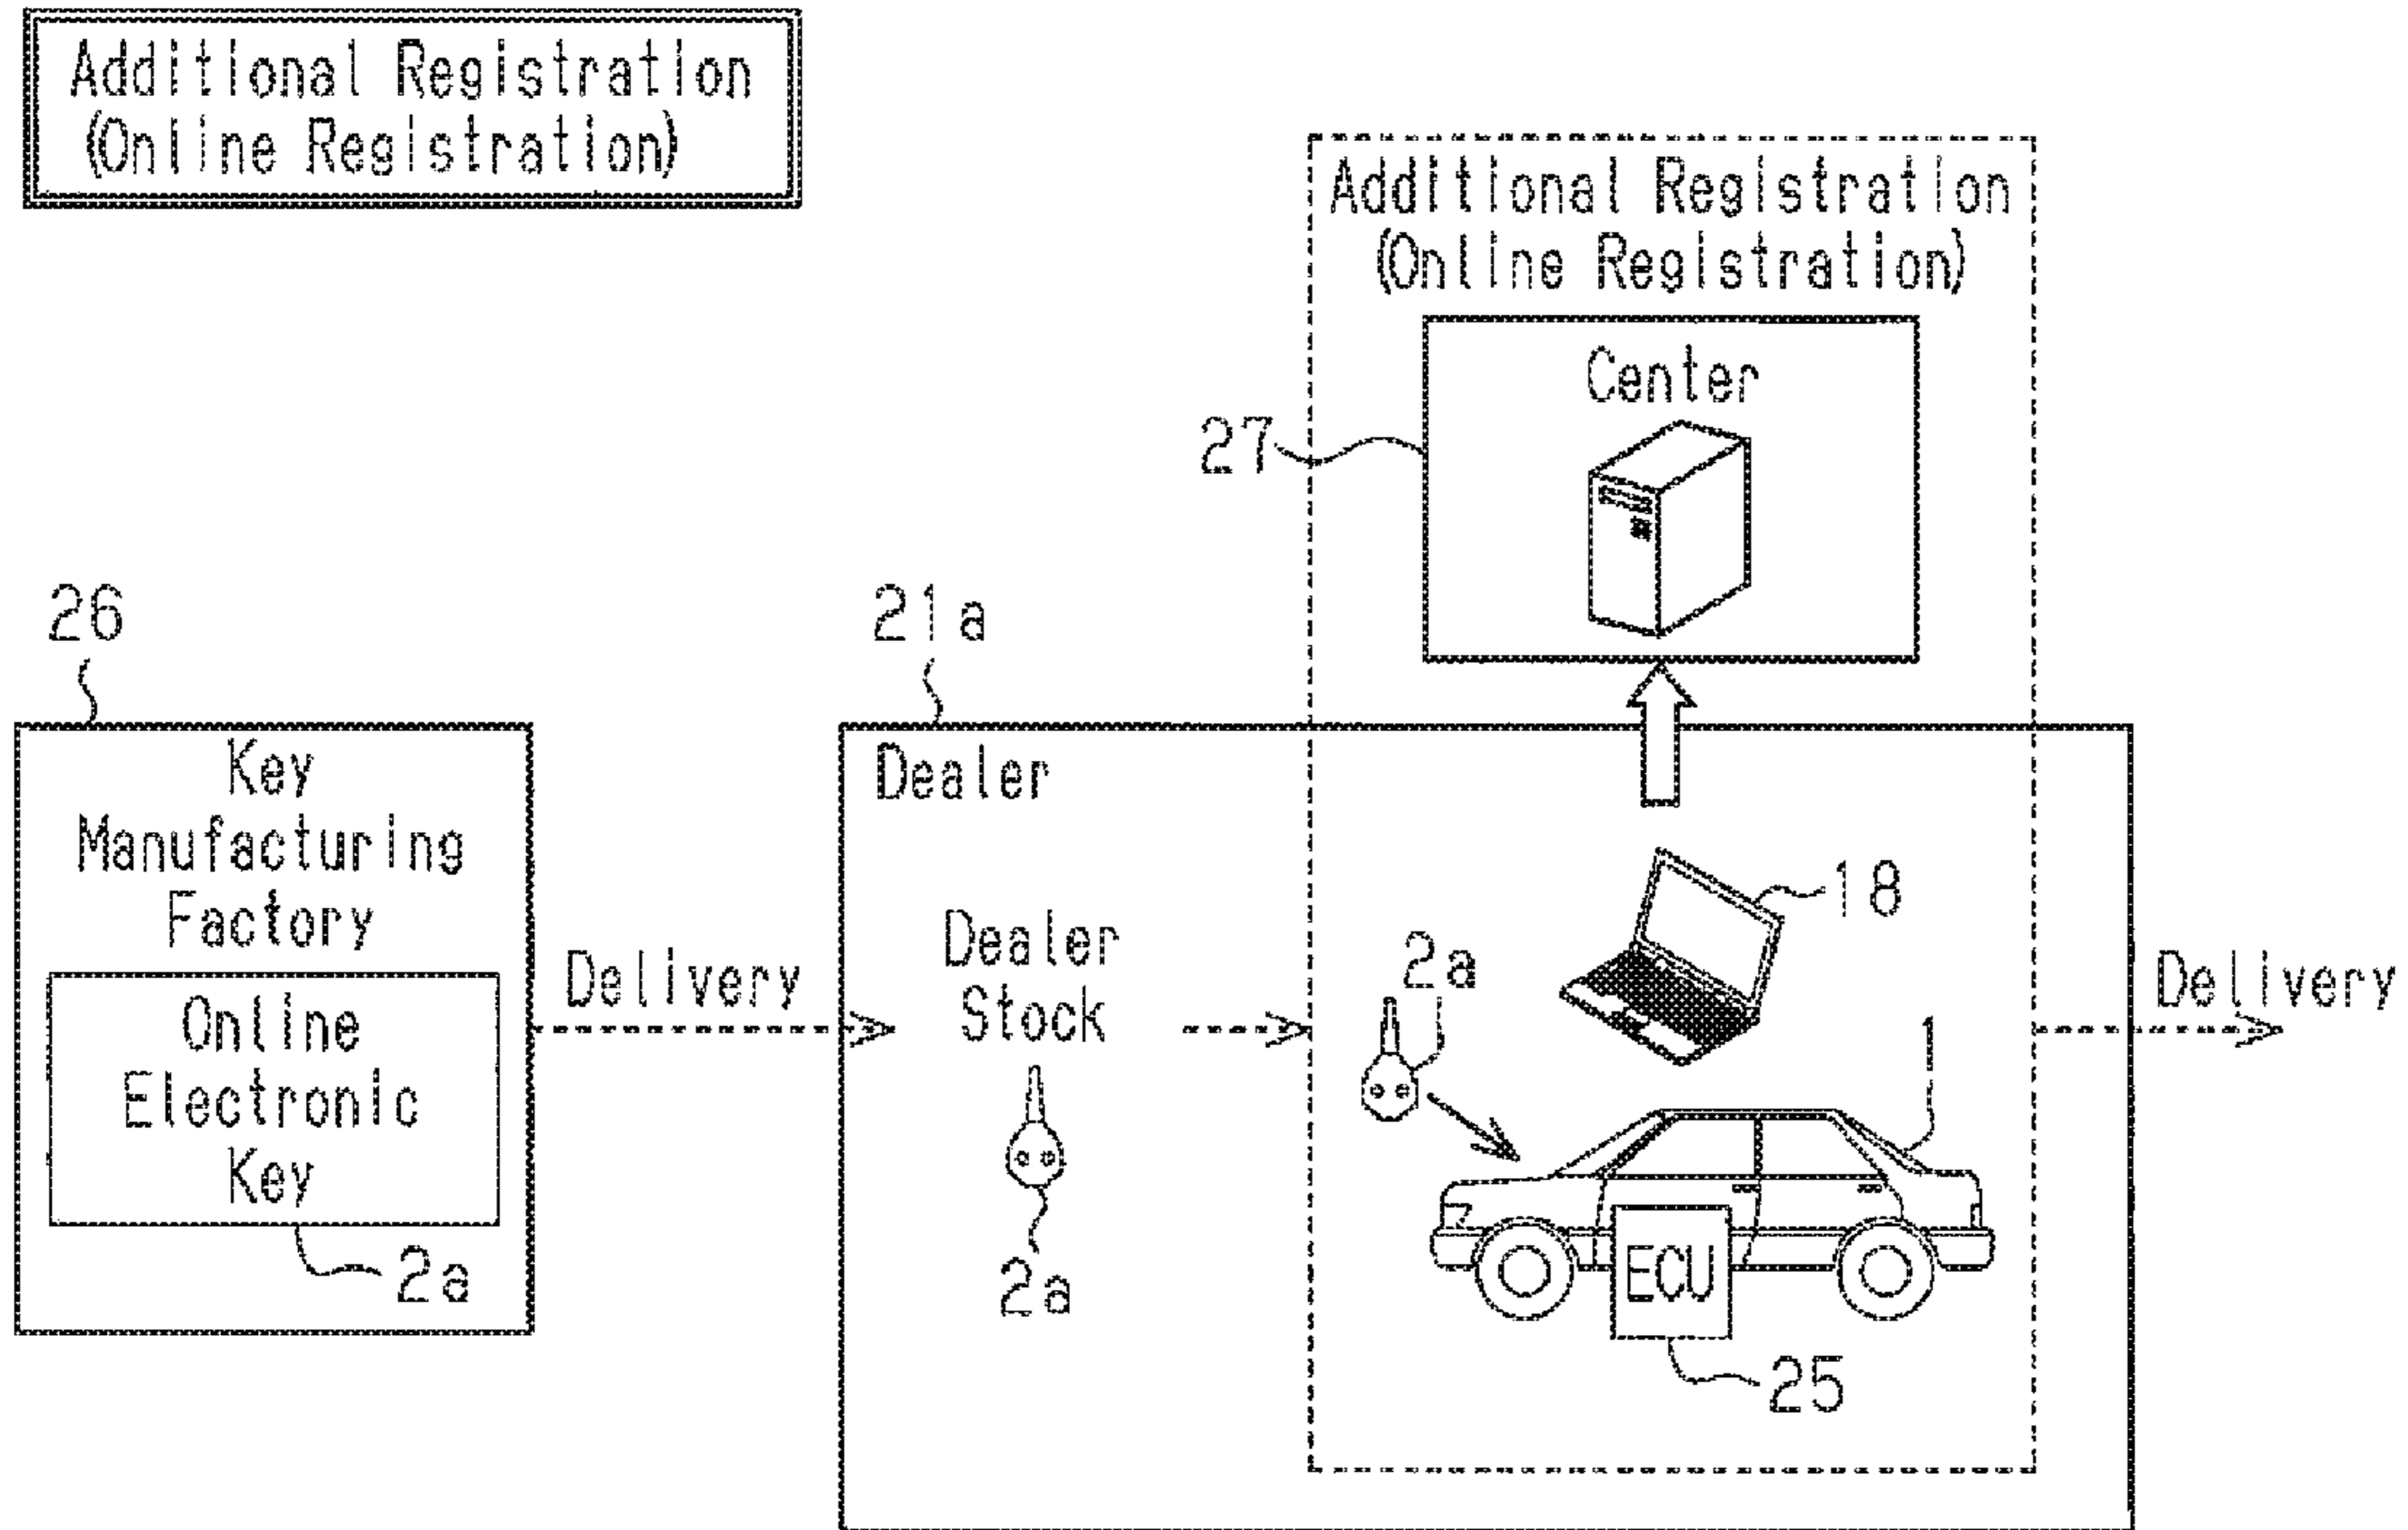 Additional Registration
(Online Registration)
Additional Registration
(Online Registration)
Center
27
26
21a
Key
Manufacturing
Factory
Online
Electronic
Key
2a
Delivery
Dealer
Dealer
Stock
2a
18
2a
1
ECU
25
Delivery